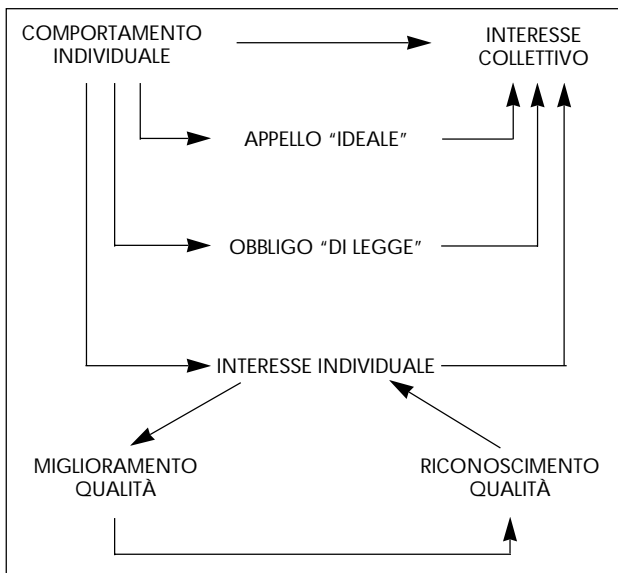 COMPORTAMENTO
INDIVIDUALE
INTERESSE
COLLETTIVO
APPELLO "IDEALE"
OBBLIGO "DI LEGGE"
INTERESSE INDIVIDUALE
MIGLIORAMENTO
QUALITÀ
RICONOSCIMENTO
QUALITÀ